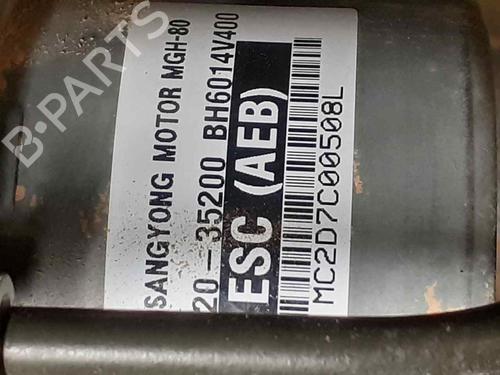 SANGYONG MOTOR MGH-80
20-35200 BH6014V400
ESC (AEB)
MC2D7C00508L
B-PARTS